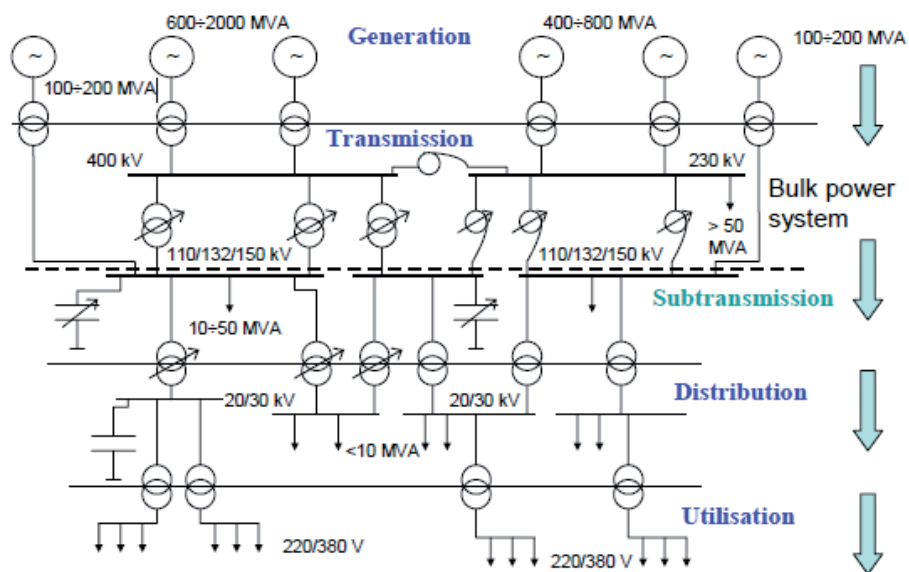 600÷2000 MVA
Generation
400÷800 MVA
100÷200 MVA
~
~
~
~
~
~
100÷200 MVA
Transmission
400 kV
230 kV
Bulk power
system
> 50
MVA
110/132/150 kV
110/132/150 kV
Subtransmission
10÷50 MVA
20/30 kV
20/30 kV
Distribution
<10 MVA
Utilisation
220/380 V
220/380 V